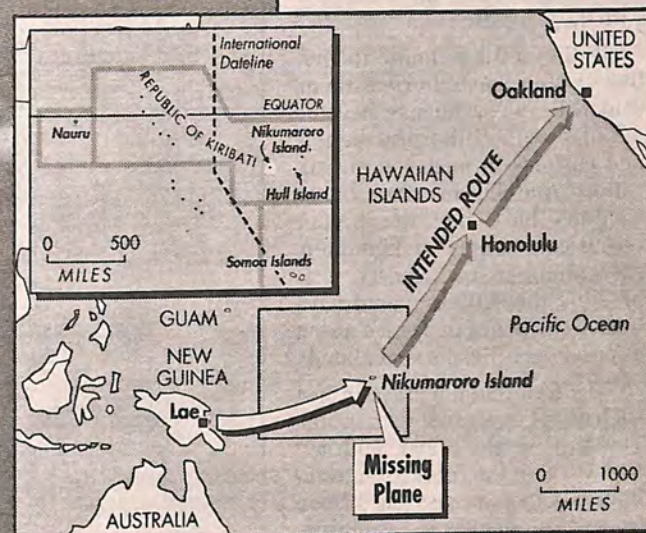 International
Dateline
REPUBLIC OF KIRIBATI
EQUATOR
Nauru
Nikumaroro
Island
Hull Island
0 500
MILES
Somoa Islands
UNITED
STATES
Oakland
HAWAIIAN
ISLANDS
INTENDED ROUTE
Honolulu
Pacific Ocean
GUAM
NEW
GUINEA
Lae
Nikumaroro Island
Missing
Plane
0 1000
MILES
AUSTRALIA